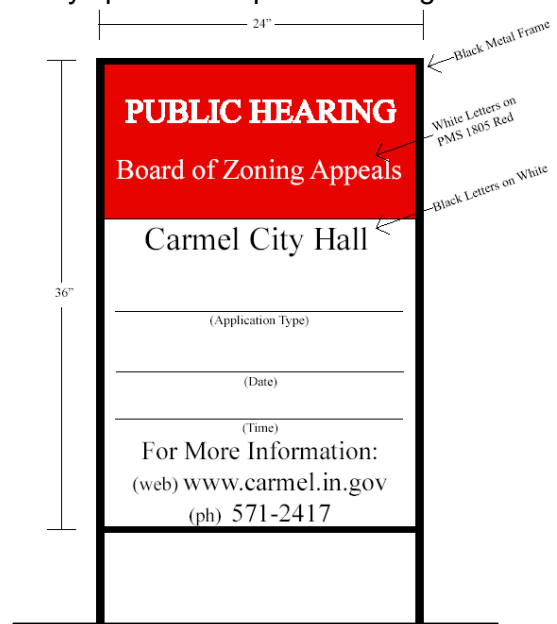 24”
Black Metal Frame
PUBLIC HEARING
White Letters on
PMS 1805 Red
Board of Zoning Appeals
Black Letters on White
Carmel City Hall
36”
(Application Type)
(Date)
(Time)
For More Information:
(web) www.carmel.in.gov
(ph) 571-2417